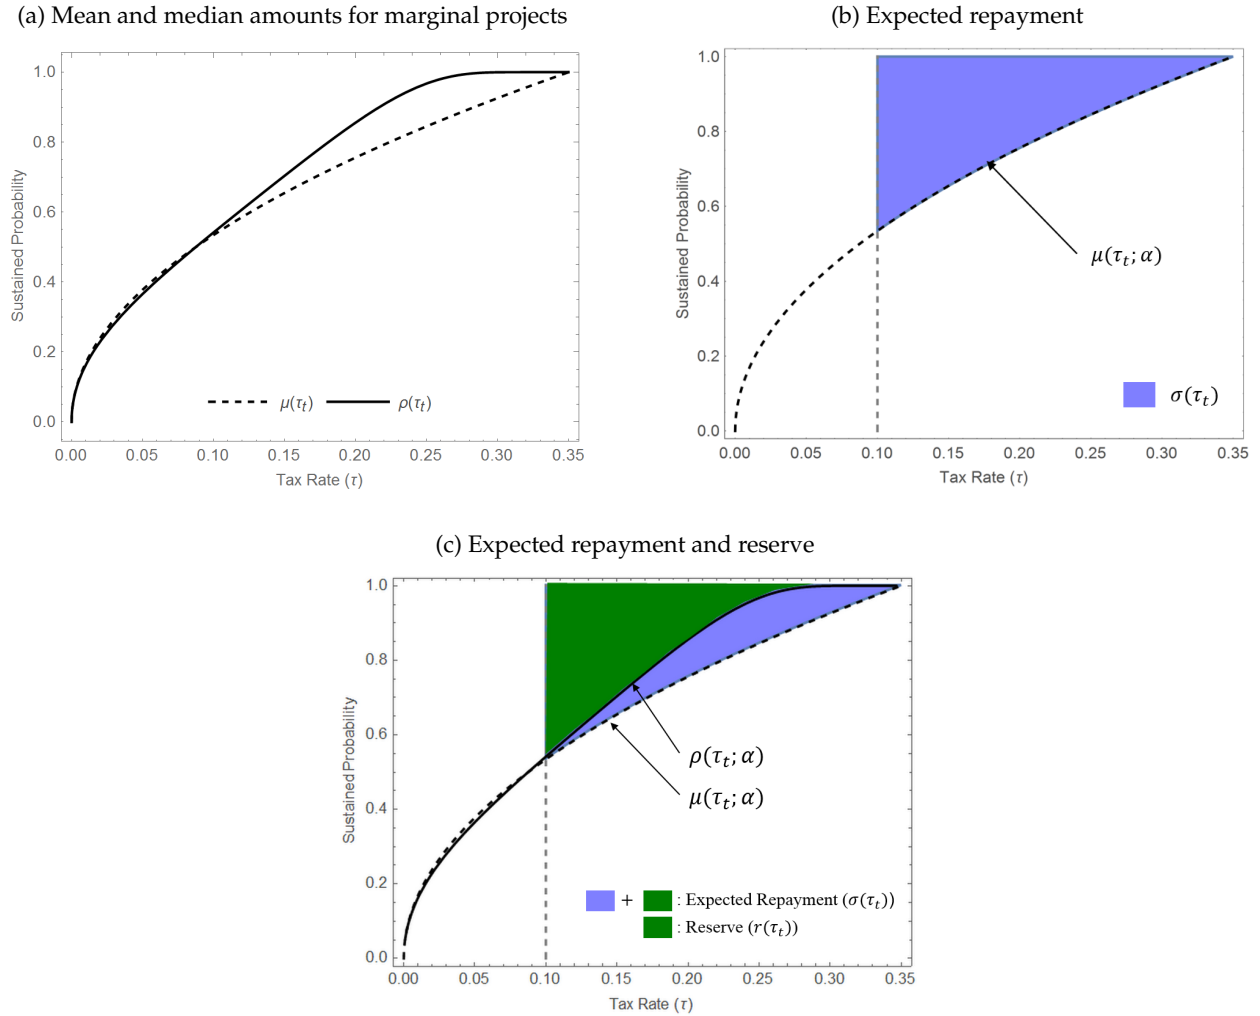 (a) Mean and median amounts for marginal projects
1.0
0.8
0.6
0.4
0.2
0.0
Sustained Probability
μ(τt) ρ(τt)
0.00 0.05 0.10 0.15 0.20 0.25 0.30 0.35
Tax Rate (τ)
(b) Expected repayment
1.0
0.8
0.6
0.4
0.2
0.0
Sustained Probability
μ(τt; α)
σ(τt)
0.00 0.05 0.10 0.15 0.20 0.25 0.30 0.35
Tax Rate (τ)
(c) Expected repayment and reserve
1.0
0.8
0.6
0.4
0.2
0.0
Sustained Probability
ρ(τt; α)
μ(τt; α)
+ : Expected Repayment (σ(τt))
: Reserve (r(τt))
0.00 0.05 0.10 0.15 0.20 0.25 0.30 0.35
Tax Rate (τ)